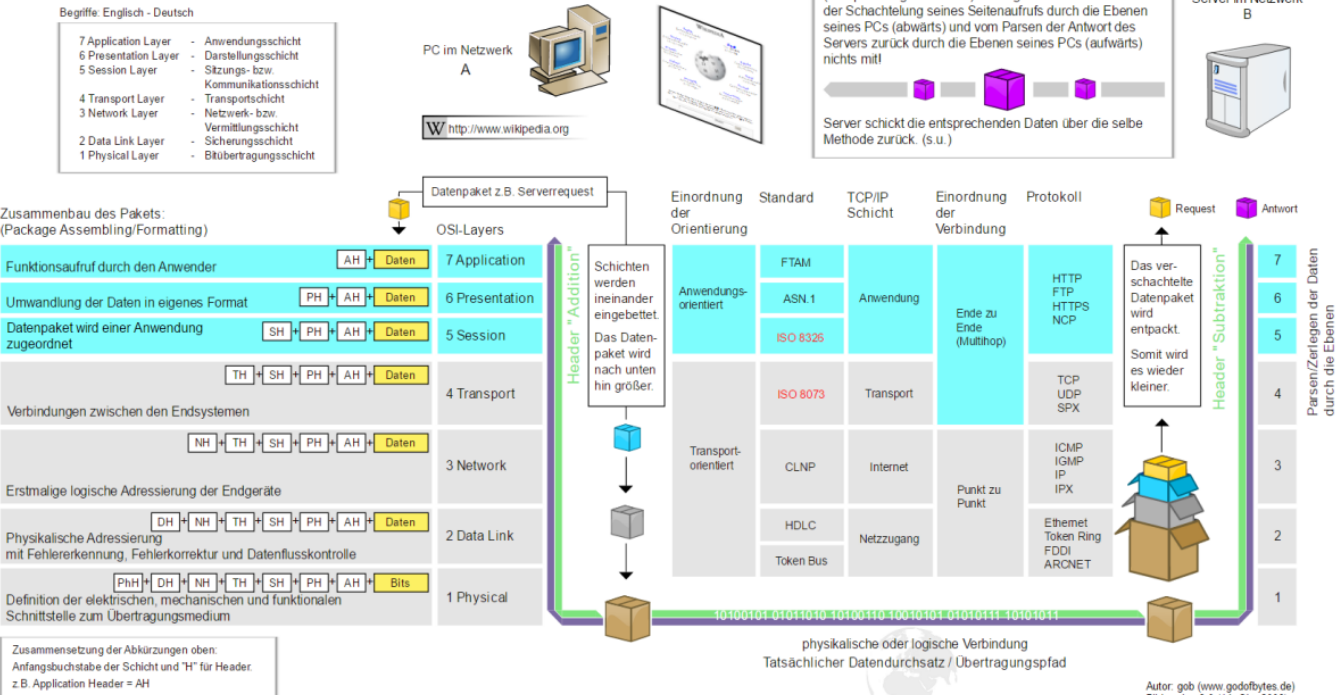 Begriffe: Englisch - Deutsch
7 Application Layer - Anwendungsschicht
6 Presentation Layer - Darstellungsschicht
5 Session Layer - Sitzungs- bzw.
Kommunikationsschicht
4 Transport Layer - Transportschicht
3 Network Layer - Netzwerk- bzw.
Vermittlungsschicht
2 Data Link Layer - Sicherungsschicht
1 Physical Layer - Bitübertragungsschicht
PC im Netzwerk
A
W http://www.wikipedia.org
der Schachtelung seines Seitenaufrufs durch die Ebenen
seines PCs (abwärts) und vom Parsen der Antwort des
Servers zurück durch die Ebenen seines PCs (aufwärts)
nichts mit!
Server schickt die entsprechenden Daten über die selbe
Methode zurück. (s.u.)
Server im Netzwerk
B
Zusammenbau des Pakets:
(Package Assembling/Formatting)
Datenpaket z.B. Serverrequest
OSI-Layers
Einordnung
der
Orientierung
Standard
TCP/IP
Schicht
Einordnung
der
Verbindung
Protokoll
Request
Antwort
Funktionsaufruf durch den Anwender
AH + Daten
7 Application
Umwandlung der Daten in eigenes Format
PH + AH + Daten
6 Presentation
Datenpaket wird einer Anwendung
zugeordnet
SH + PH + AH + Daten
5 Session
TH + SH + PH + AH + Daten
Verbindungen zwischen den Endsystemen
4 Transport
NH + TH + SH + PH + AH + Daten
Erstmalige logische Adressierung der Endgeräte
3 Network
DH + NH + TH + SH + PH + AH + Daten
Physikalische Adressierung
mit Fehlererkennung, Fehlerkorrektur und Datenflusskontrolle
2 Data Link
PhH + DH + NH + TH + SH + PH + AH + Bits
Definition der elektrischen, mechanischen und funktionalen
Schnittstelle zum Übertragungsmedium
1 Physical
Header "Addition"
Schichten
werden
ineinander
eingebettet.
Das Daten-
paket wird
nach unten
hin größer.
Anwendungs-
orientiert
Transport-
orientiert
FTAM
ASN.1
ISO 8326
ISO 8073
CLNP
HDLC
Token Bus
Anwendung
Transport
Internet
Netzzugang
Ende zu
Ende
(Multihop)
Punkt zu
Punkt
HTTP
FTP
HTTPS
NCP
TCP
UDP
SPX
ICMP
IGMP
IP
IPX
Ethernet
Token Ring
FDDI
ARCNET
Das ver-
schachtelte
Datenpaket
wird
entpackt.
Somit wird
es wieder
kleiner.
Header "Subtraktion"
7
6
5
4
3
2
1
Parsen/Zerlegen der Daten
durch die Ebenen
10100101 01011010 10100110 10010101 01010111 10101011
physikalische oder logische Verbindung
Tatsächlicher Datendurchsatz / Übertragungspfad
Zusammensetzung der Abkürzungen oben:
Anfangsbuchstabe der Schicht und "H" für Header.
z.B. Application Header = AH
Autor: gob (www.godofbytes.de)